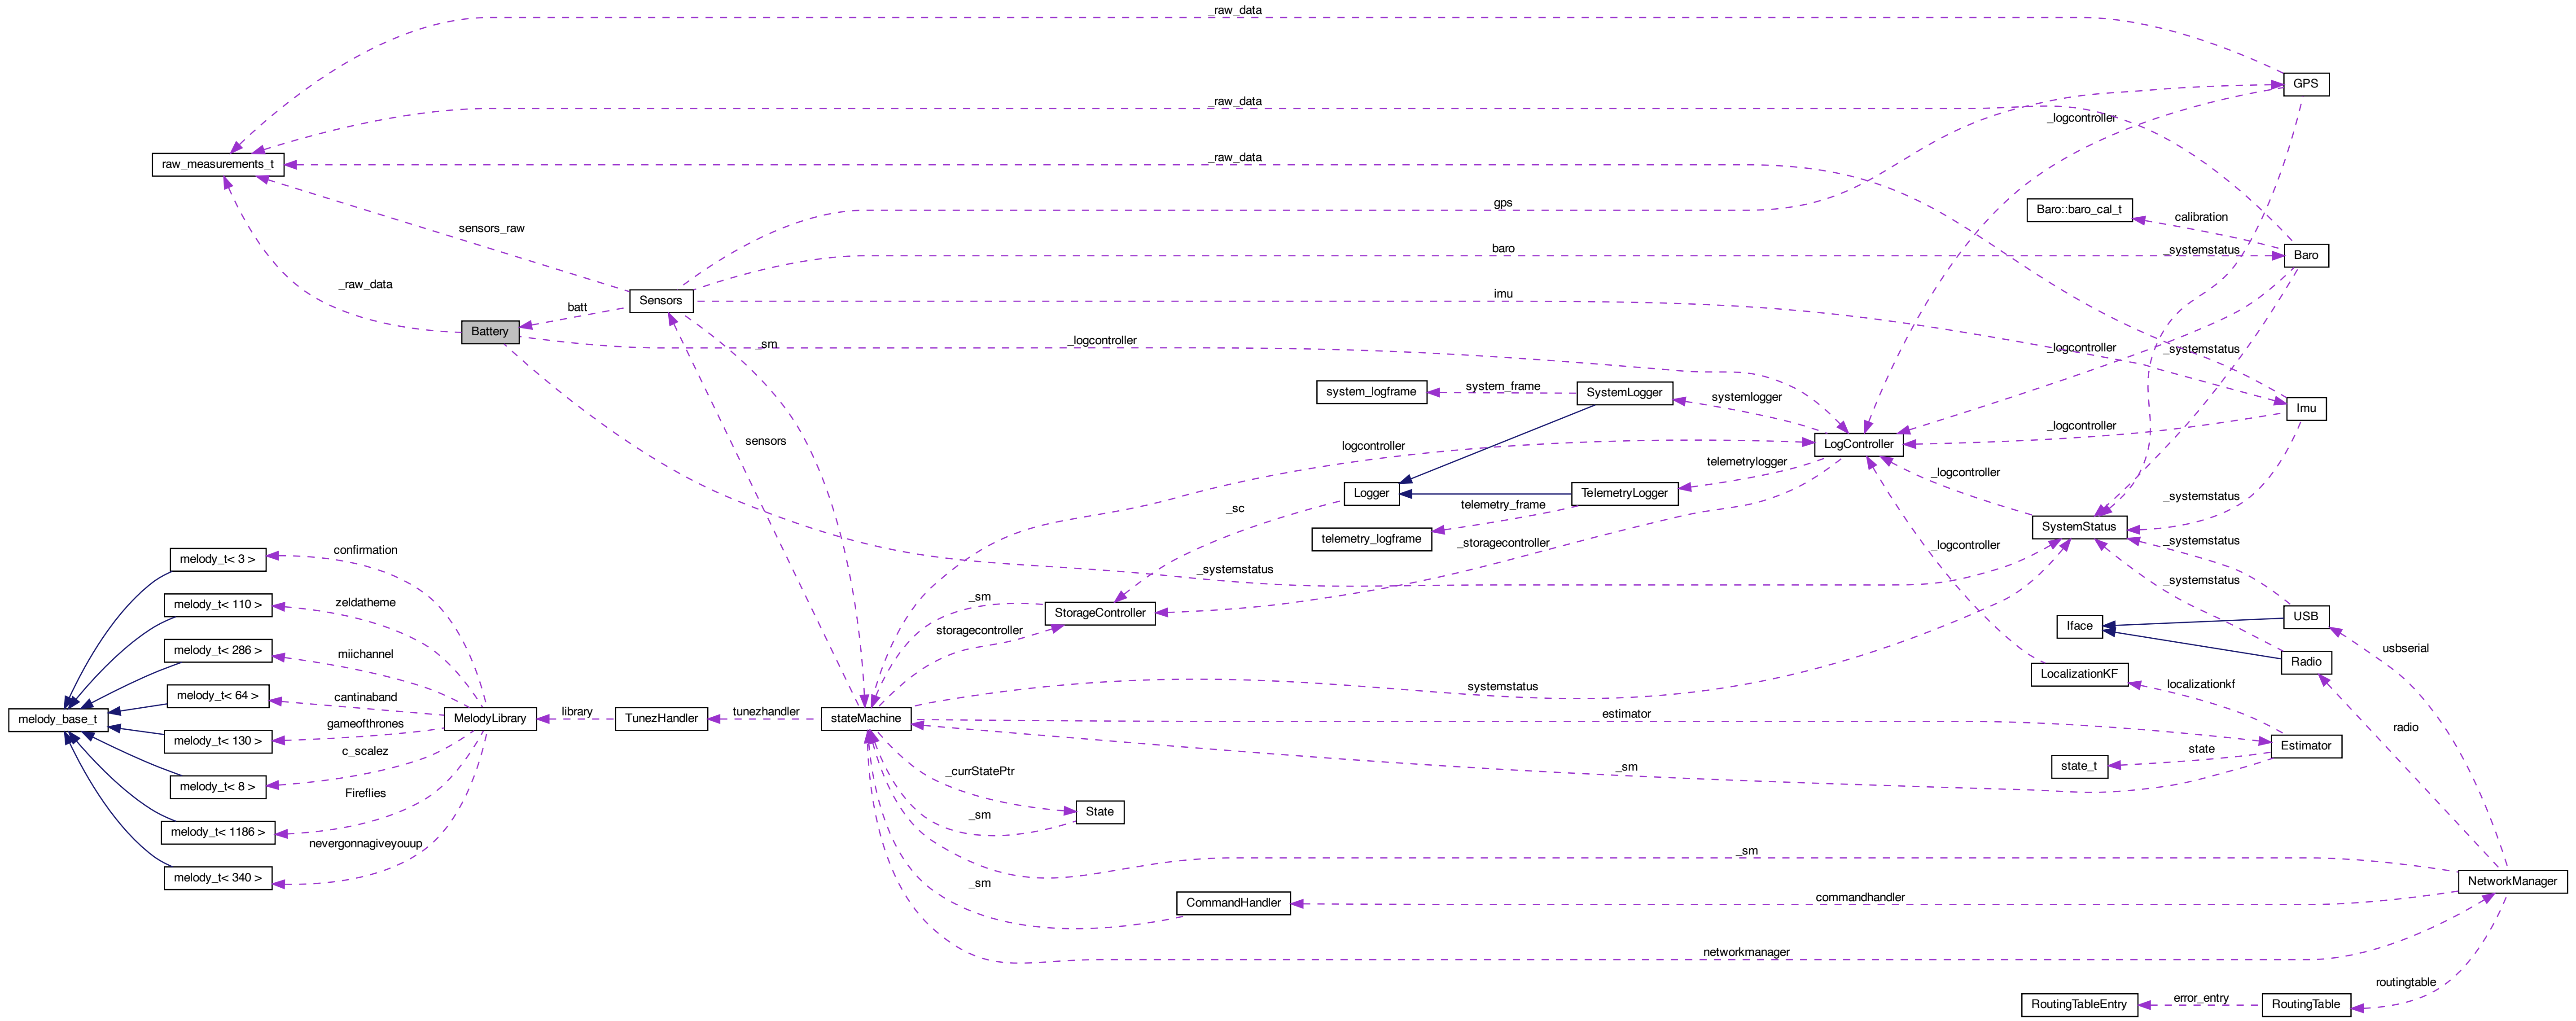 _raw_data
GPS
_raw_data
_logcontroller
raw_measurements_t
_raw_data
gps
Baro::baro_cal_t
calibration
sensors_raw
baro
_systemstatus
Baro
_raw_data
Sensors
imu
batt
Battery
_sm
_logcontroller
_logcontroller
_systemstatus
system_logframe
system_frame
SystemLogger
systemlogger
Imu
_logcontroller
sensors
logcontroller
LogController
telemetrylogger
_logcontroller
Logger
TelemetryLogger
_systemstatus
_sc
telemetry_frame
SystemStatus
telemetry_logframe
_storagecontroller
_logcontroller
_systemstatus
confirmation
melody_t< 3 >
_systemstatus
_systemstatus
melody_t< 110 >
zeldatheme
_sm
StorageController
USB
Iface
storagecontroller
melody_t< 286 >
miichannel
usbserial
Radio
LocalizationKF
localizationkf
systemstatus
melody_t< 64 >
cantinaband
melody_base_t
gameofthrones
MelodyLibrary
library
TunezHandler
tunezhandler
stateMachine
estimator
radio
melody_t< 130 >
c_scalez
Estimator
state
state_t
_currStatePtr
_sm
melody_t< 8 >
Fireflies
State
_sm
melody_t< 1186 >
nevergonnagiveyouup
_sm
melody_t< 340 >
_sm
NetworkManager
CommandHandler
commandhandler
networkmanager
routingtable
RoutingTableEntry
error_entry
RoutingTable